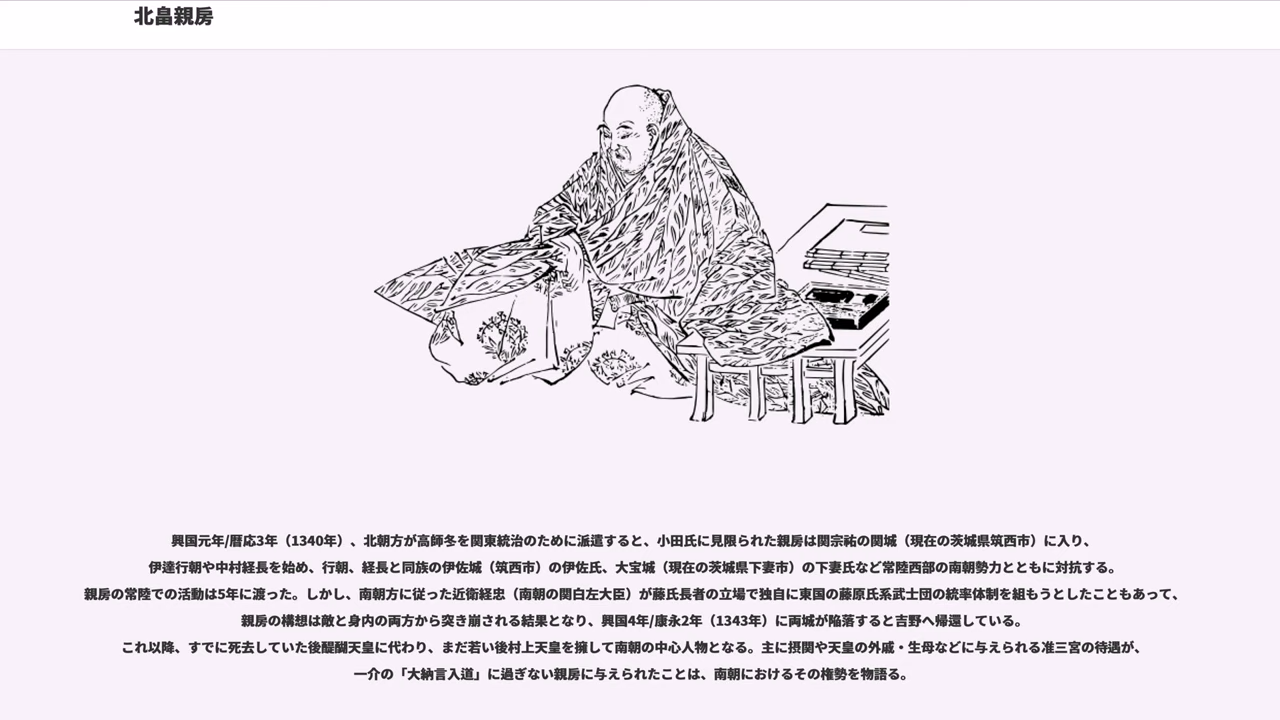 北畠親房
興国元年/暦応3年（1340年）、北朝方が高師冬を関東統治のために派遣すると、小田氏に見限られた親房は関宗祐の関城（現在の茨城県筑西市）に入り、
伊達行朝や中村経長を始め、行朝、経長と同族の伊佐城（筑西市）の伊佐氏、大宝城（現在の茨城県下妻市）の下妻氏など常陸西部の南朝勢力とともに対抗する。
親房の常陸での活動は5年に渡った。しかし、南朝方に従った近衛経忠（南朝の関白左大臣）が藤氏長者の立場で独自に東国の藤原氏系武士団の統率体制を組もうとしたこともあって、
親房の構想は敵と身内の両方から突き崩される結果となり、興国4年/康永2年（1343年）に両城が陥落すると吉野へ帰還している。
これ以降、すでに死去していた後醍醐天皇に代わり、まだ若い後村上天皇を擁して南朝の中心人物となる。主に摂関や天皇の外戚・生母などに与えられる准三宮の待遇が、
一介の「大納言入道」に過ぎない親房に与えられたことは、南朝におけるその権勢を物語る。